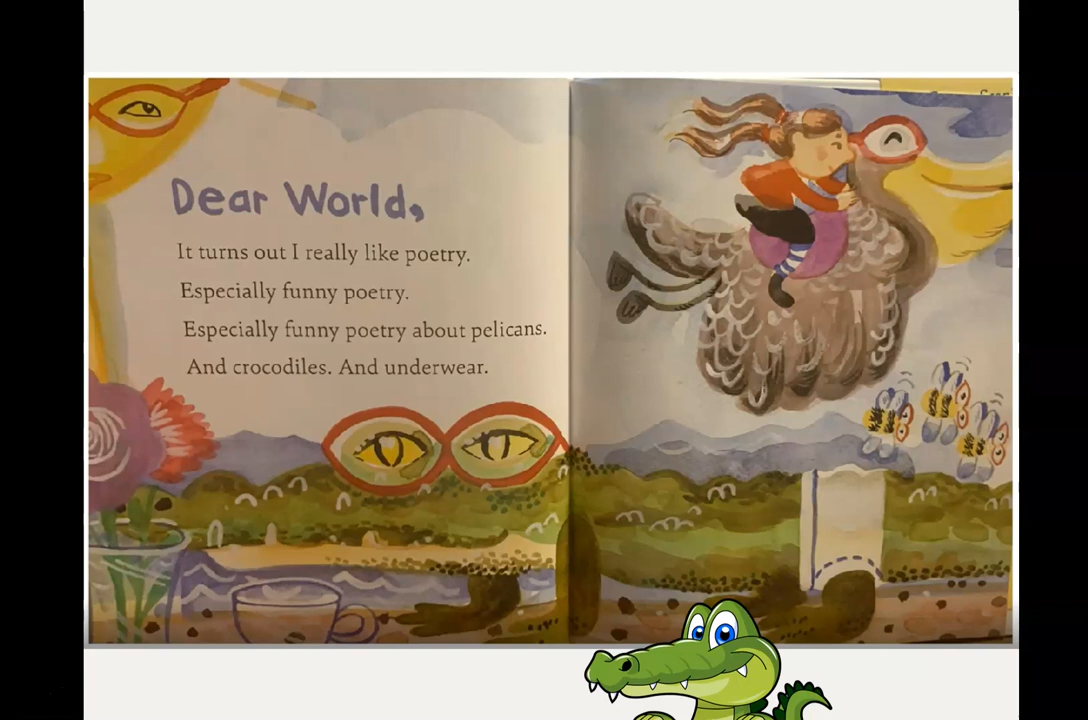 Dear World,
It turns out I really like poetry.
Especially funny poetry.
Especially funny poetry about pelicans.
And crocodiles. And underwear.